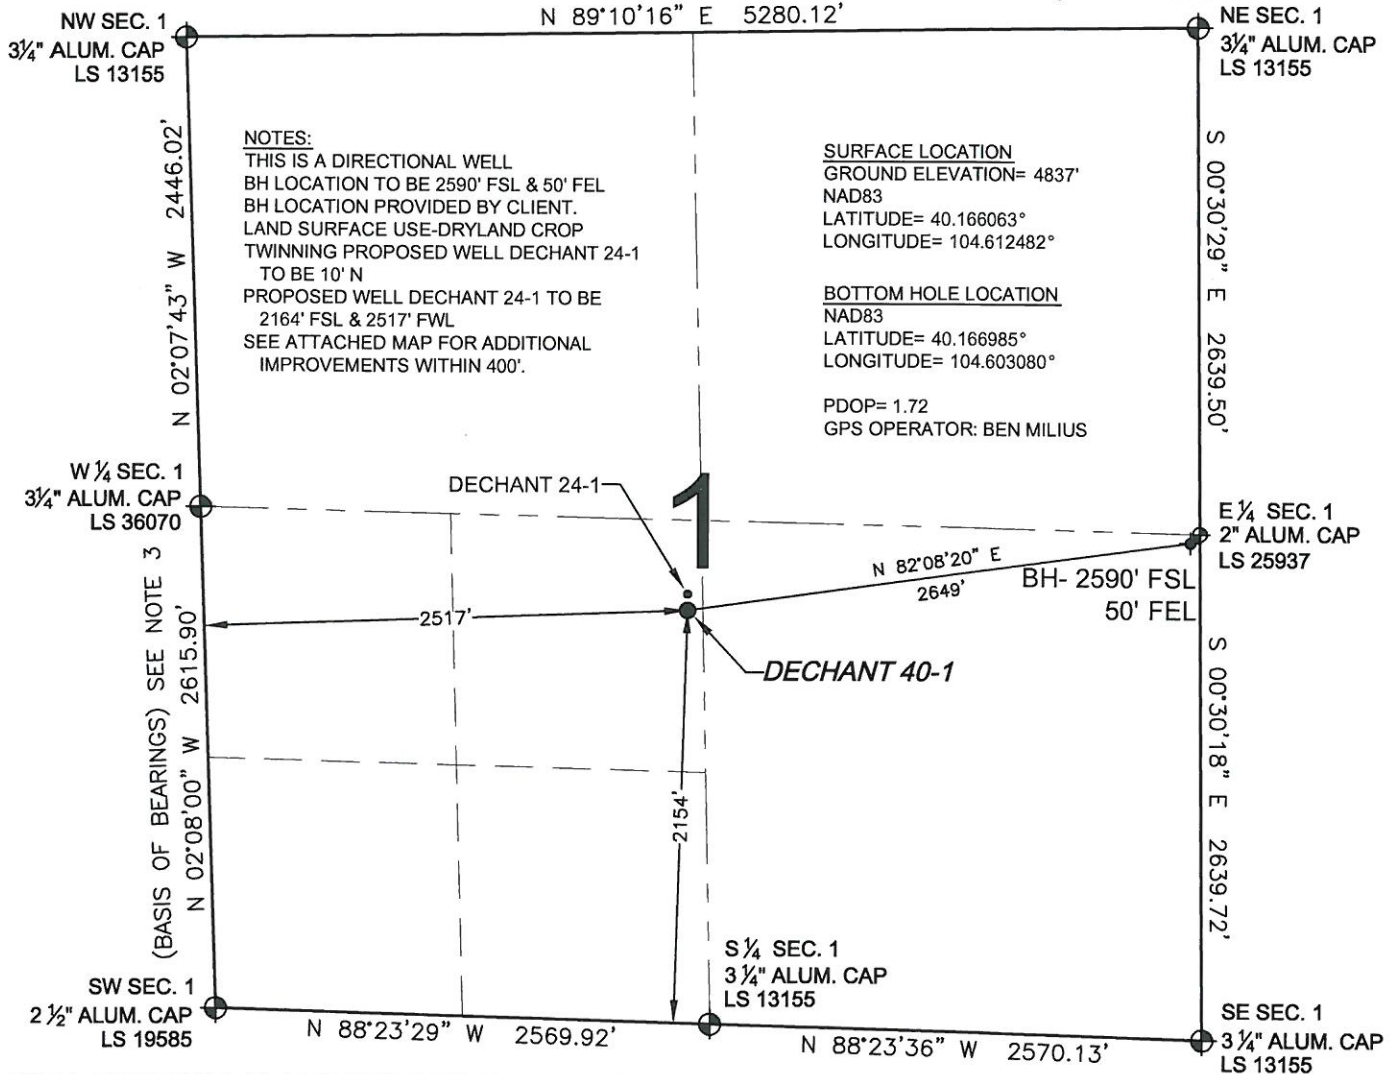 N 89°10'16" E 5280.12'
NW SEC. 1
3¼" ALUM. CAP
LS 13155
NE SEC. 1
3¼" ALUM. CAP
LS 13155
N 02°07'43" W 2446.02'
NOTES:
THIS IS A DIRECTIONAL WELL
BH LOCATION TO BE 2590' FSL & 50' FEL
BH LOCATION PROVIDED BY CLIENT.
LAND SURFACE USE-DRYLAND CROP
TWINNING PROPOSED WELL DECHANT 24-1
TO BE 10' N
PROPOSED WELL DECHANT 24-1 TO BE
2164' FSL & 2517' FWL
SEE ATTACHED MAP FOR ADDITIONAL
IMPROVEMENTS WITHIN 400'.
SURFACE LOCATION
GROUND ELEVATION= 4837'
NAD83
LATITUDE= 40.166063°
LONGITUDE= 104.612482°
BOTTOM HOLE LOCATION
NAD83
LATITUDE= 40.166985°
LONGITUDE= 104.603080°
PDOP= 1.72
GPS OPERATOR: BEN MILIUS
S 00°30'29" E 2639.50'
W ¼ SEC. 1
3¼" ALUM. CAP
LS 36070
DECHANT 24-1
1
E ¼ SEC. 1
2" ALUM. CAP
LS 25937
N 82°08'20" E
2649'
BH- 2590' FSL
50' FEL
2517'
DECHANT 40-1
(BASIS OF BEARINGS) SEE NOTE 3
N 02°08'00" W 2615.90'
2154'
S 00°30'18" E 2639.72'
S ¼ SEC. 1
3 ¼" ALUM. CAP
LS 13155
SW SEC. 1
2 ½" ALUM. CAP
LS 19585
N 88°23'29" W 2569.92'
N 88°23'36" W 2570.13'
SE SEC. 1
3 ¼" ALUM. CAP
LS 13155